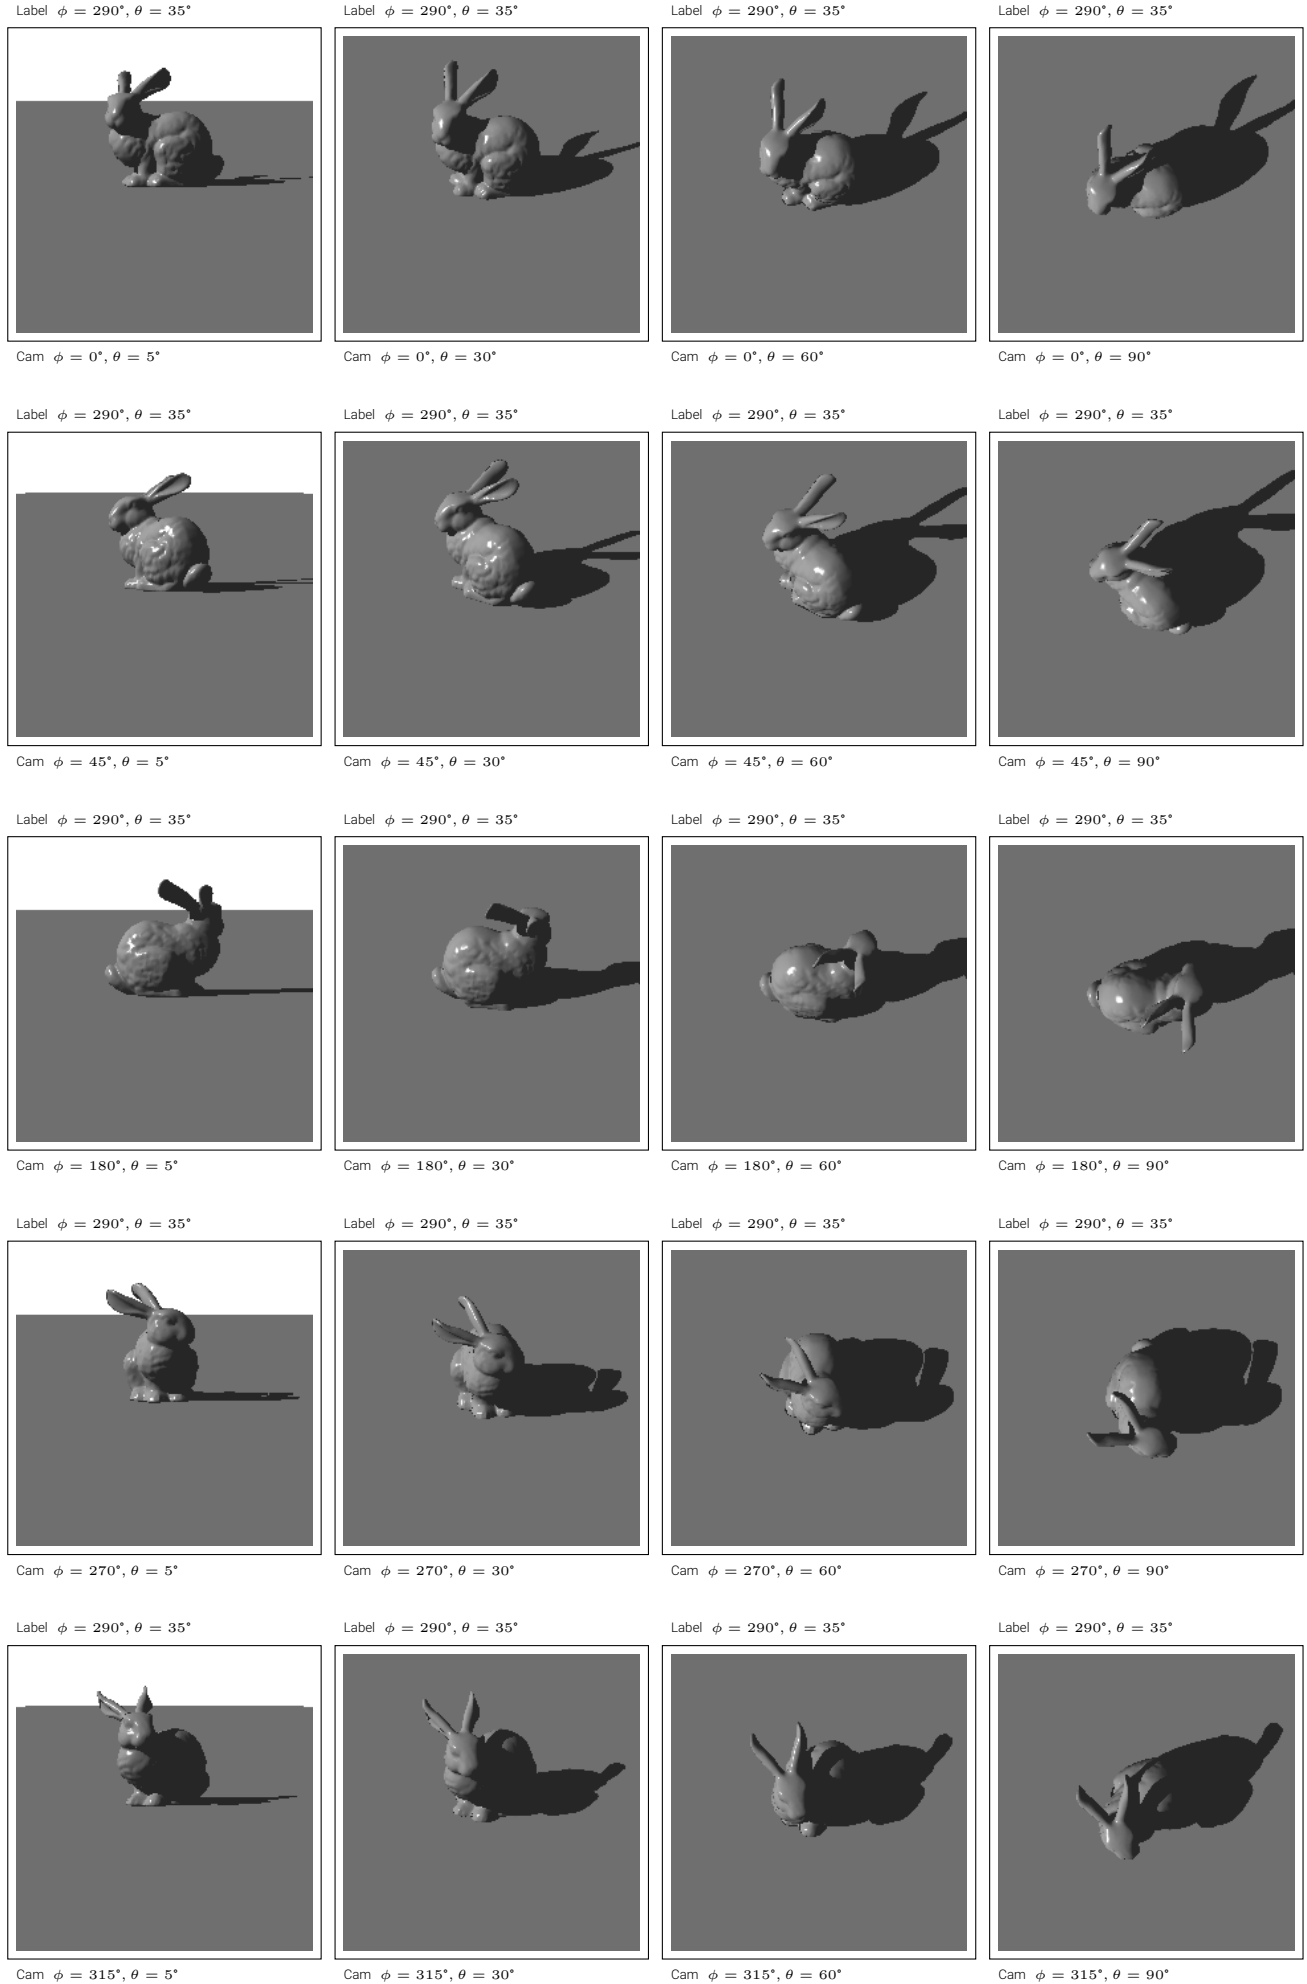 Label ϕ = 290°, θ = 35° Label ϕ = 290°, θ = 35° Label ϕ = 290°, θ = 35° Label ϕ = 290°, θ = 35°
Cam ϕ = 0°, θ = 5° Cam ϕ = 0°, θ = 30° Cam ϕ = 0°, θ = 60° Cam ϕ = 0°, θ = 90°
Label ϕ = 290°, θ = 35° Label ϕ = 290°, θ = 35° Label ϕ = 290°, θ = 35° Label ϕ = 290°, θ = 35°
Cam ϕ = 45°, θ = 5° Cam ϕ = 45°, θ = 30° Cam ϕ = 45°, θ = 60° Cam ϕ = 45°, θ = 90°
Label ϕ = 290°, θ = 35° Label ϕ = 290°, θ = 35° Label ϕ = 290°, θ = 35° Label ϕ = 290°, θ = 35°
Cam ϕ = 180°, θ = 5° Cam ϕ = 180°, θ = 30° Cam ϕ = 180°, θ = 60° Cam ϕ = 180°, θ = 90°
Label ϕ = 290°, θ = 35° Label ϕ = 290°, θ = 35° Label ϕ = 290°, θ = 35° Label ϕ = 290°, θ = 35°
Cam ϕ = 270°, θ = 5° Cam ϕ = 270°, θ = 30° Cam ϕ = 270°, θ = 60° Cam ϕ = 270°, θ = 90°
Label ϕ = 290°, θ = 35° Label ϕ = 290°, θ = 35° Label ϕ = 290°, θ = 35° Label ϕ = 290°, θ = 35°
Cam ϕ = 315°, θ = 5° Cam ϕ = 315°, θ = 30° Cam ϕ = 315°, θ = 60° Cam ϕ = 315°, θ = 90°